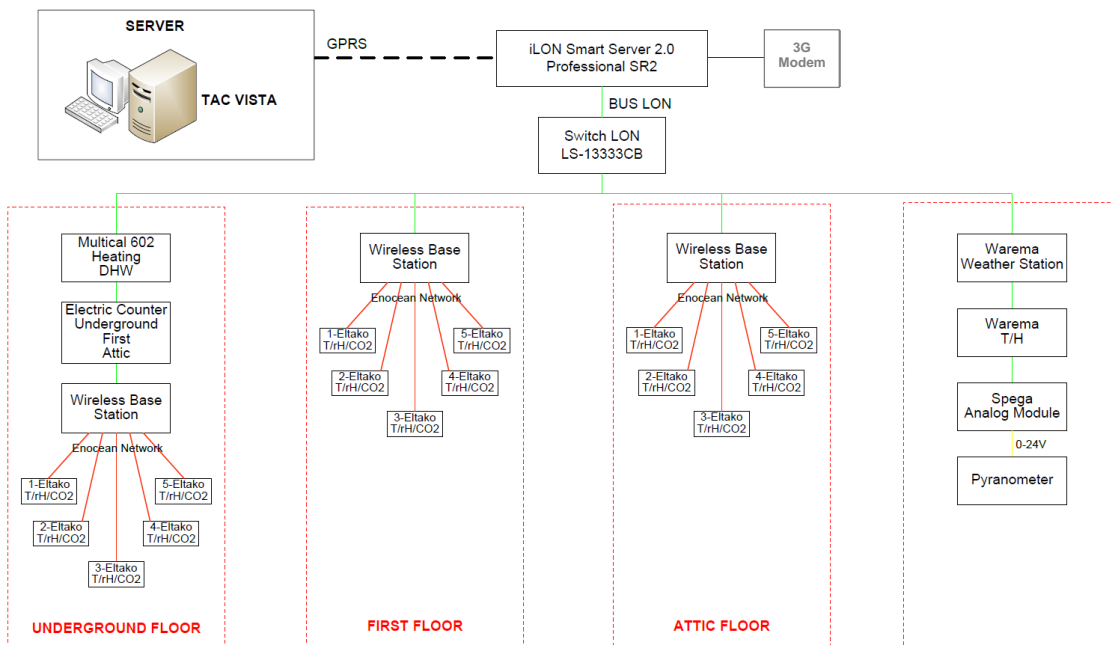 SERVER
TAC VISTA
GPRS
iLON Smart Server 2.0
Professional SR2
3G
Modem
BUS LON
Switch LON
LS-13333CB
Multical 602
Heating
DHW
Electric Counter
Underground
First
Attic
Wireless Base
Station
Enocean Network
1-Eltako
T/rH/CO2
5-Eltako
T/rH/CO2
2-Eltako
T/rH/CO2
4-Eltako
T/rH/CO2
3-Eltako
T/rH/CO2
UNDERGROUND FLOOR
Wireless Base
Station
Enocean Network
1-Eltako
T/rH/CO2
5-Eltako
T/rH/CO2
2-Eltako
T/rH/CO2
4-Eltako
T/rH/CO2
3-Eltako
T/rH/CO2
FIRST FLOOR
Wireless Base
Station
Enocean Network
1-Eltako
T/rH/CO2
5-Eltako
T/rH/CO2
2-Eltako
T/rH/CO2
4-Eltako
T/rH/CO2
3-Eltako
T/rH/CO2
ATTIC FLOOR
Warema
Weather Station
Warema
T/H
Spega
Analog Module
0-24V
Pyranometer